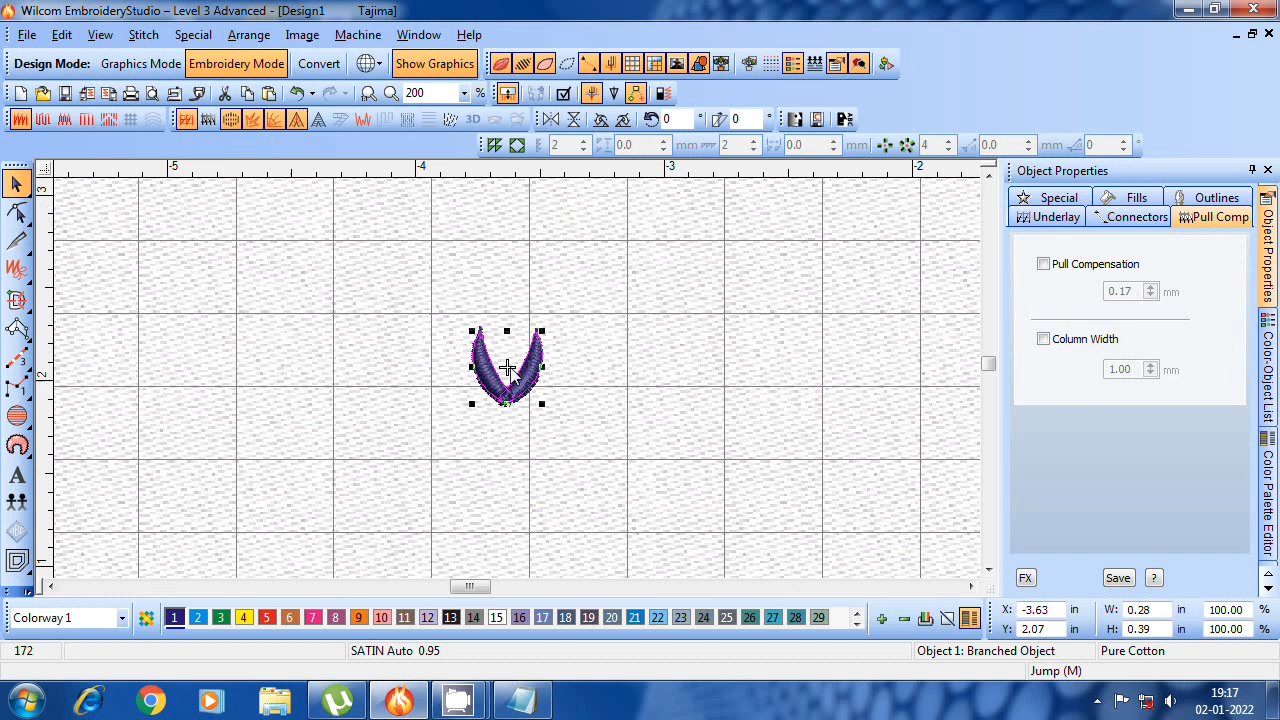 Wilcom EmbroideryStudio – Level 3 Advanced - [Design1 Tajima]
File Edit View Stitch Special Arrange Image Machine Window Help
Design Mode: Graphics Mode Embroidery Mode Convert Show Graphics
200 %
0 ° 0 °
2 0.0 mm 2 0.0 mm 4 0.0 mm 0 °
-5 -4 -3 -2
3
2
1
Object Properties
Special Fills Outlines
Underlay Connectors Pull Comp
Pull Compensation
0.17 mm
Column Width
1.00 mm
FX Save ?
Object Properties
Color-Object List
Color Palette Editor
Colorway 1
1 2 3 4 5 6 7 8 9 10 11 12 13 14 15 16 17 18 19 20 21 22 23 24 25 26 27 28 29
X: -3.63 in W: 0.28 in 100.00 %
Y: 2.07 in H: 0.39 in 100.00 %
172 SATIN Auto 0.95 Object 1: Branched Object Pure Cotton
Jump (M)
19:17
02-01-2022